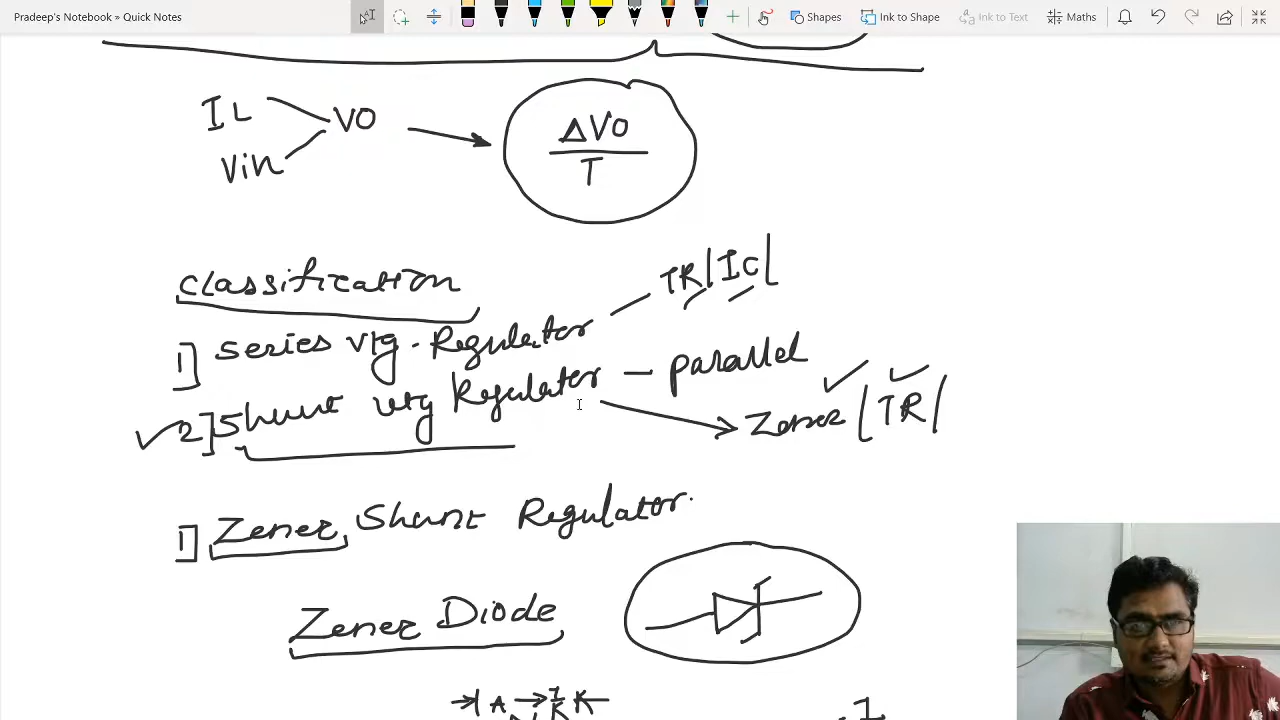 Pradeep's Notebook » Quick Notes
Shapes
Ink to Shape
Ink to Text
Maths
IL
Vin
VO
ΔVO
T
classification
1] Series vtg. Regulator
TR | IC |
2] Shunt vtg Regulator — parallel
Zener | TR |
1] Zener Shunt Regulator.
Zener Diode
A K